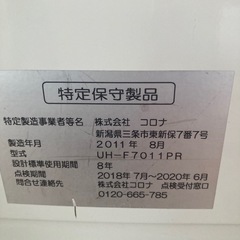 特定保守製品
特定製造事業者等名 株式会社 コロナ
新潟県三条市東新保7番7号
製造年月 2011年 8月
型式 UH-F7011PR
設計標準使用期間 8年
点検期間 2018年 7月〜2020年 6月
問合せ連絡先 株式会社コロナ 点検受付窓口
0120-665-785